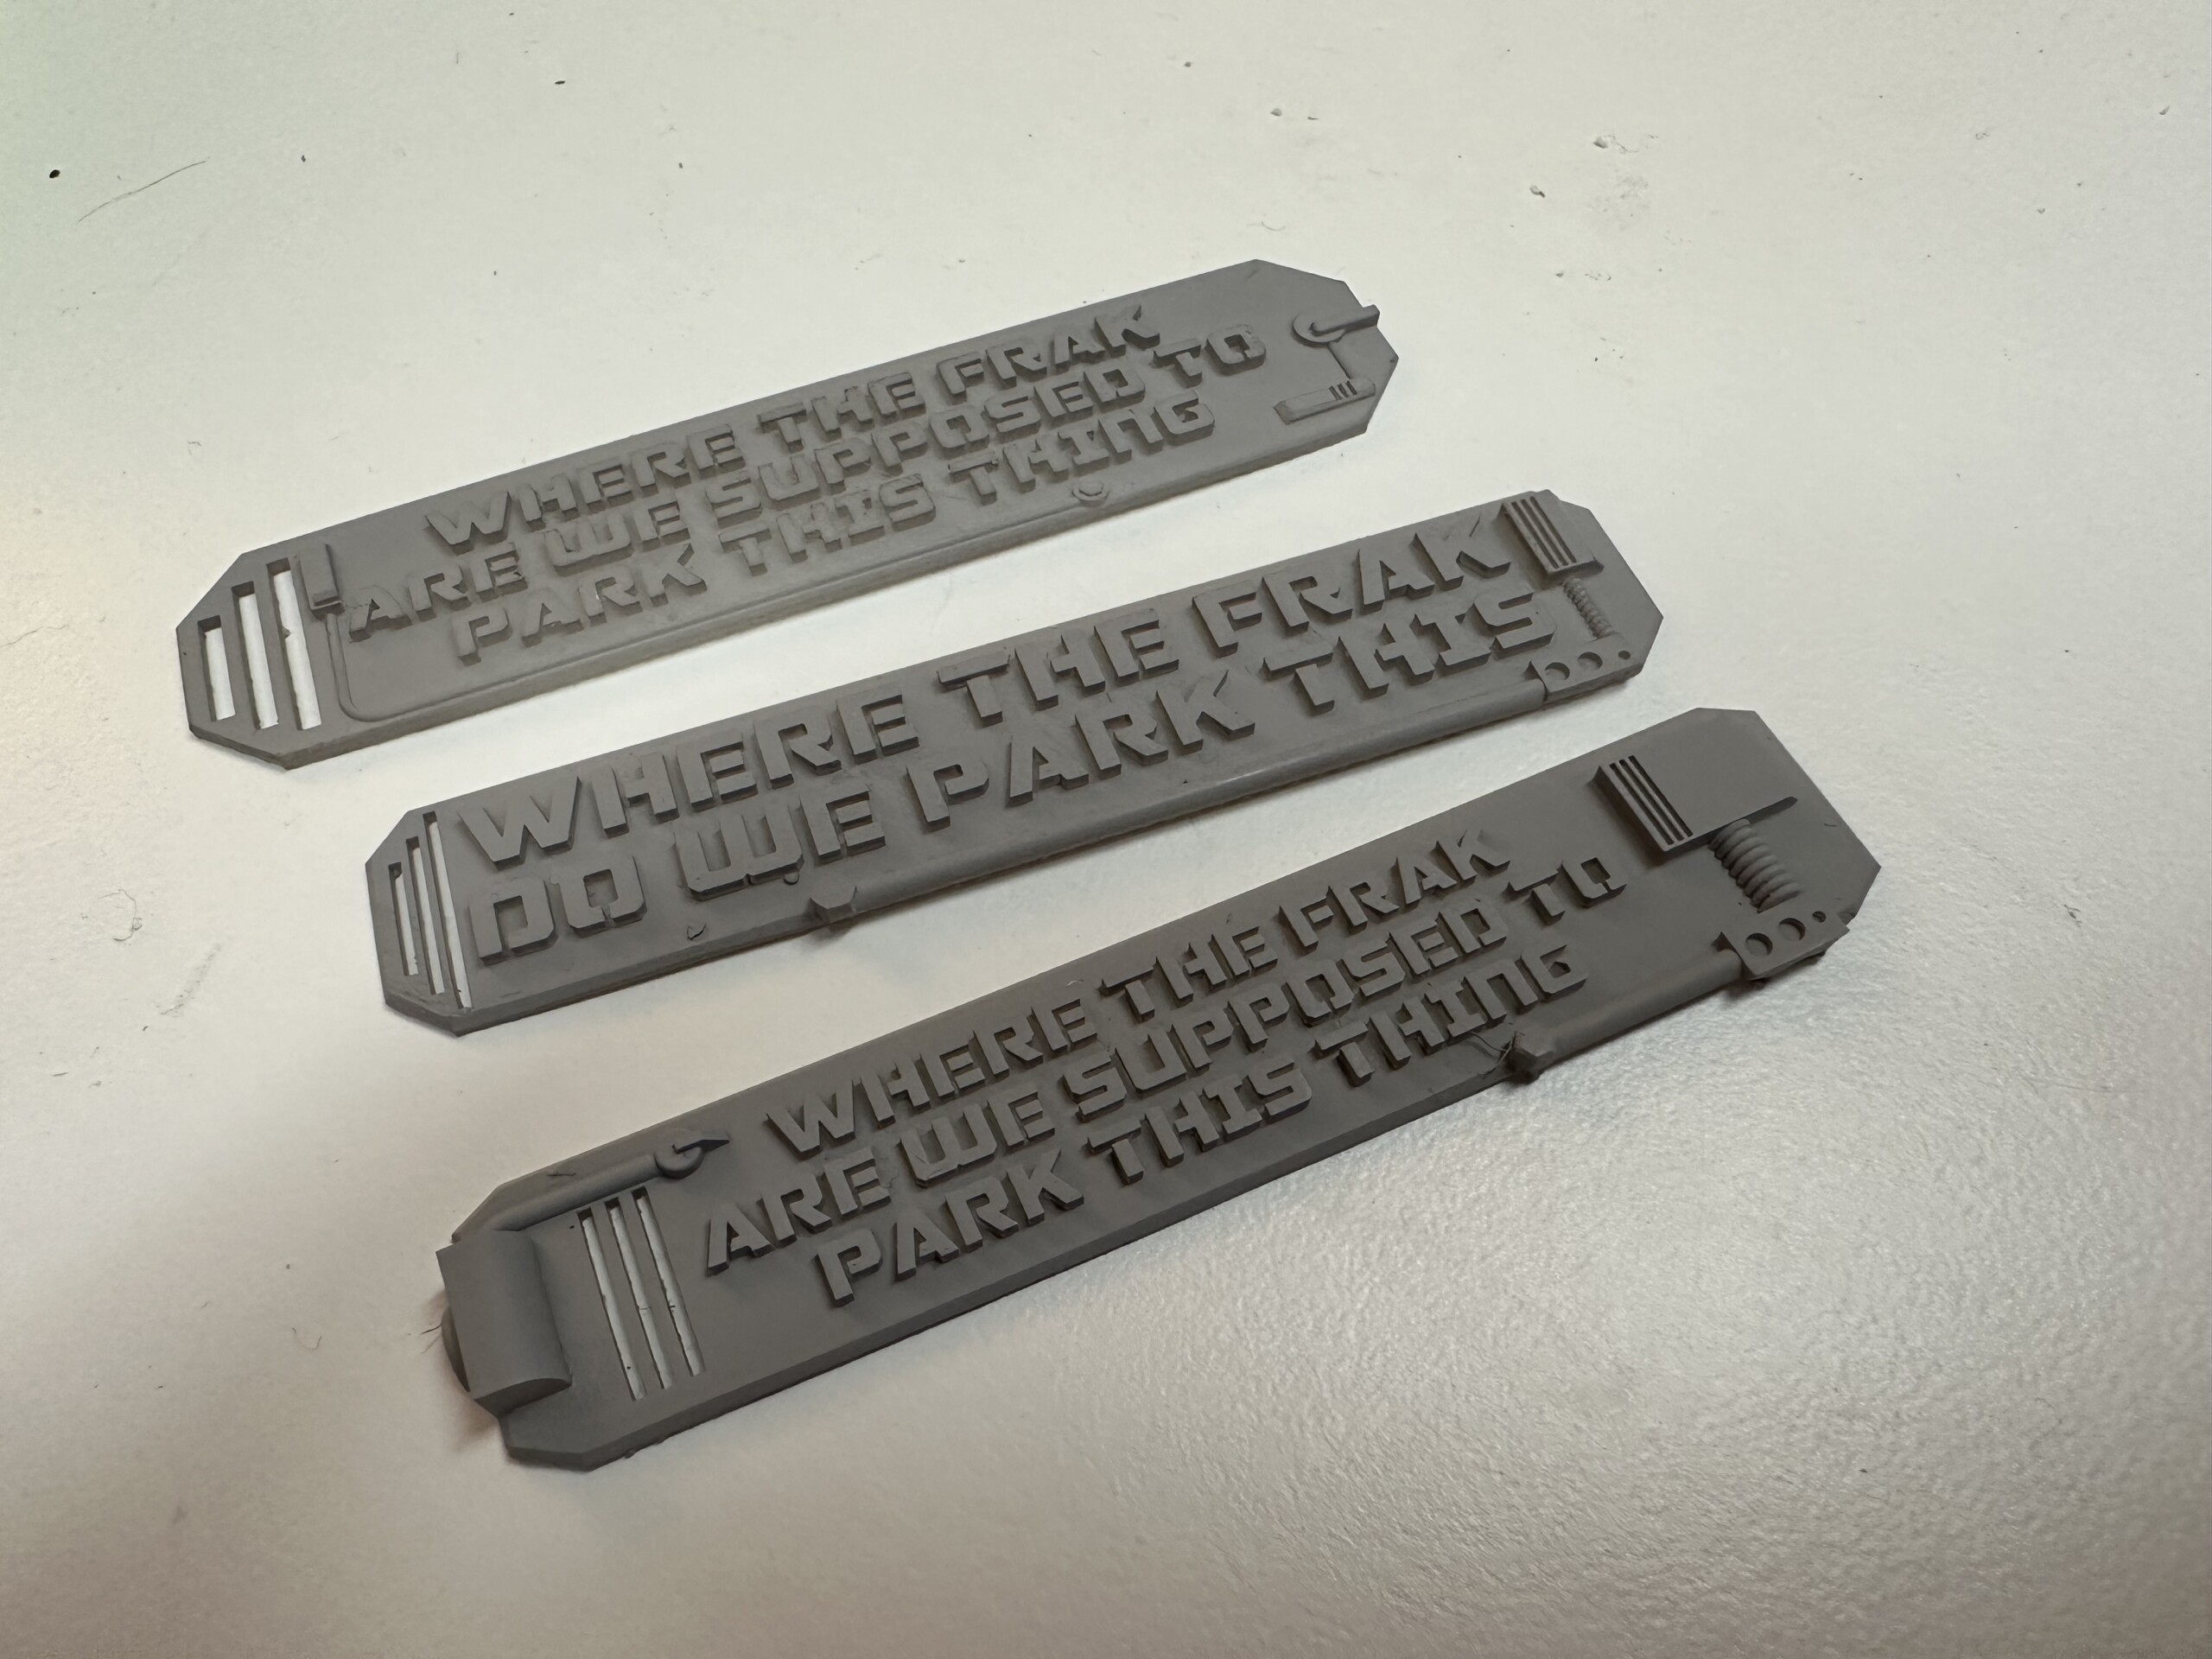 WHERE THE FRAK
ARE WE SUPPOSED TO
PARK THIS THING
WHERE THE FRAK
DO WE PARK THIS
WHERE THE FRAK
ARE WE SUPPOSED TO
PARK THIS THING